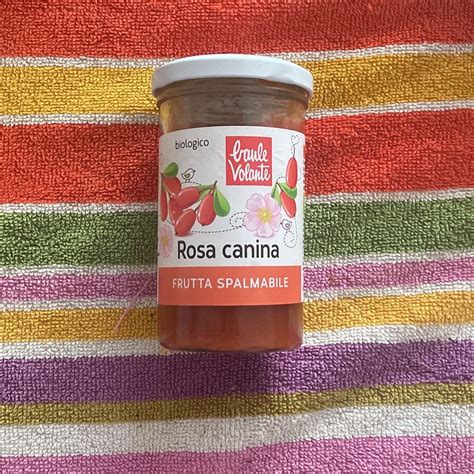 biologico
baule
volante
Rosa canina
FRUTTA SPALMABILE